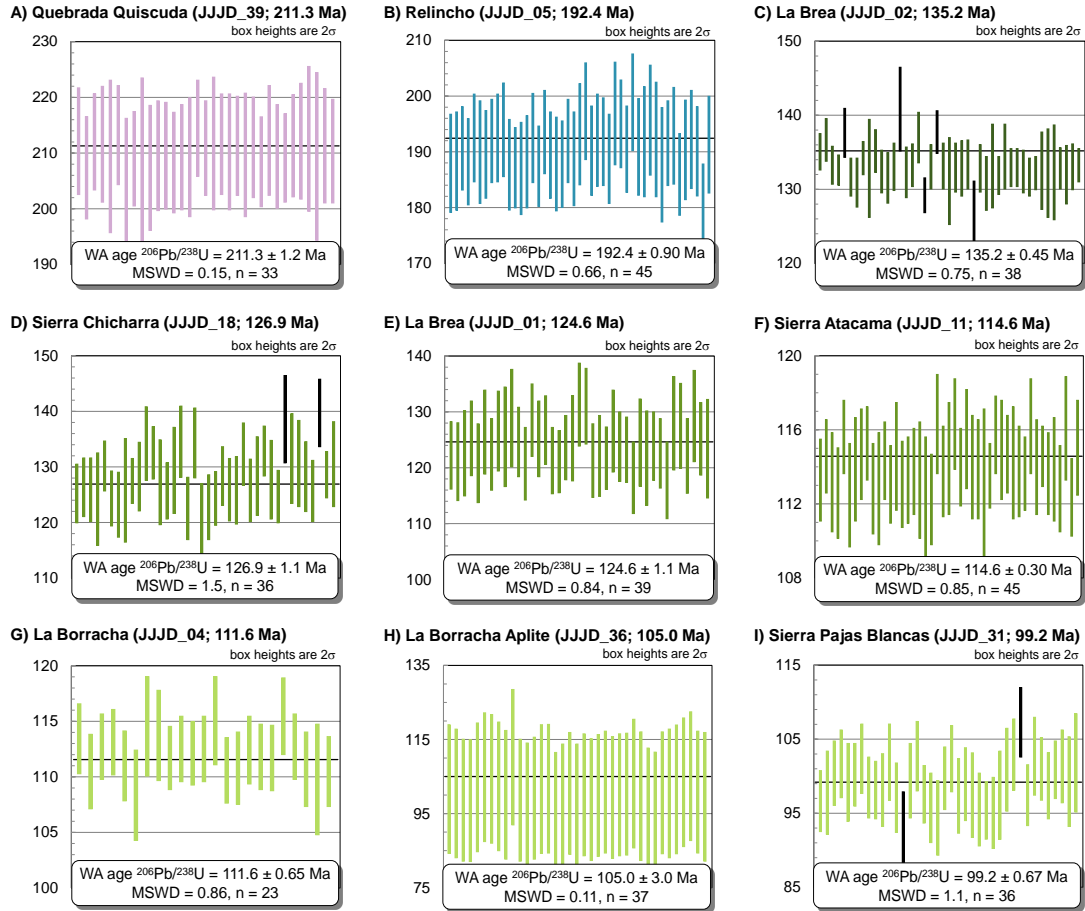 A) Quebrada Quiscuda (JJJD_39; 211.3 Ma)
box heights are 2σ
230
220
210
200
190
WA age ²⁰⁶Pb/²³⁸U = 211.3 ± 1.2 Ma
MSWD = 0.15, n = 33
B) Relincho (JJJD_05; 192.4 Ma)
box heights are 2σ
210
200
190
180
170
WA age ²⁰⁶Pb/²³⁸U = 192.4 ± 0.90 Ma
MSWD = 0.66, n = 45
C) La Brea (JJJD_02; 135.2 Ma)
box heights are 2σ
150
140
130
120
WA age ²⁰⁶Pb/²³⁸U = 135.2 ± 0.45 Ma
MSWD = 0.75, n = 38
D) Sierra Chicharra (JJJD_18; 126.9 Ma)
box heights are 2σ
150
140
130
120
110
WA age ²⁰⁶Pb/²³⁸U = 126.9 ± 1.1 Ma
MSWD = 1.5, n = 36
E) La Brea (JJJD_01; 124.6 Ma)
box heights are 2σ
140
130
120
110
100
WA age ²⁰⁶Pb/²³⁸U = 124.6 ± 1.1 Ma
MSWD = 0.84, n = 39
F) Sierra Atacama (JJJD_11; 114.6 Ma)
box heights are 2σ
120
116
112
108
WA age ²⁰⁶Pb/²³⁸U = 114.6 ± 0.30 Ma
MSWD = 0.85, n = 45
G) La Borracha (JJJD_04; 111.6 Ma)
box heights are 2σ
120
115
110
105
100
WA age ²⁰⁶Pb/²³⁸U = 111.6 ± 0.65 Ma
MSWD = 0.86, n = 23
H) La Borracha Aplite (JJJD_36; 105.0 Ma)
box heights are 2σ
135
115
95
75
WA age ²⁰⁶Pb/²³⁸U = 105.0 ± 3.0 Ma
MSWD = 0.11, n = 37
I) Sierra Pajas Blancas (JJJD_31; 99.2 Ma)
box heights are 2σ
115
105
95
85
WA age ²⁰⁶Pb/²³⁸U = 99.2 ± 0.67 Ma
MSWD = 1.1, n = 36